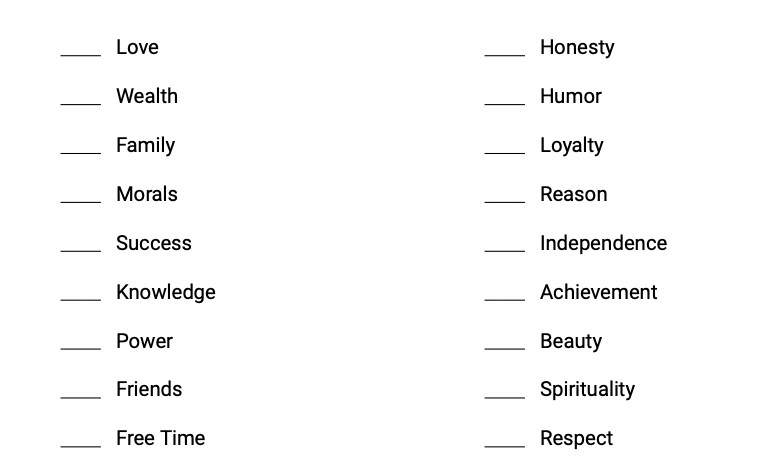 ____ Love
____ Wealth
____ Family
____ Morals
____ Success
____ Knowledge
____ Power
____ Friends
____ Free Time
____ Honesty
____ Humor
____ Loyalty
____ Reason
____ Independence
____ Achievement
____ Beauty
____ Spirituality
____ Respect